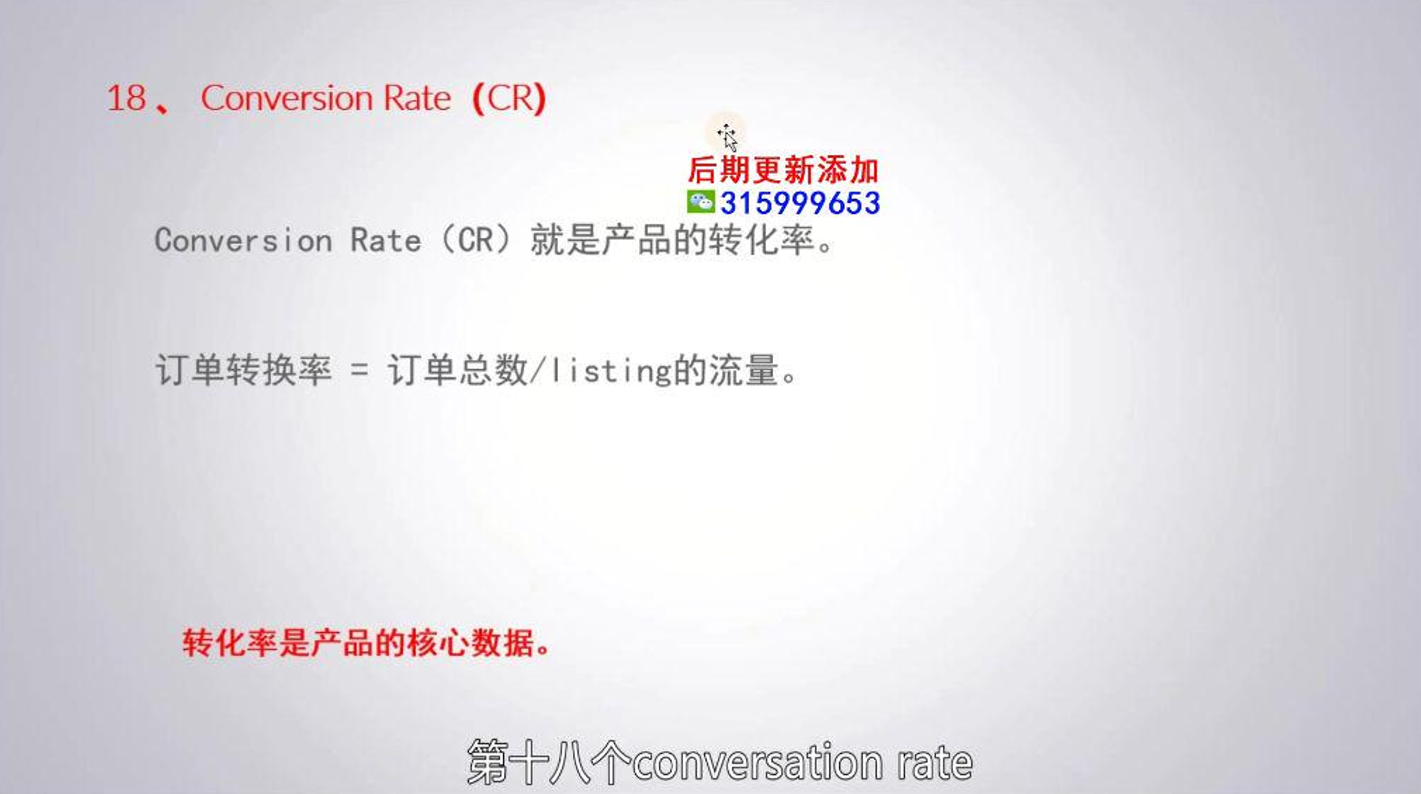 18、 Conversion Rate（CR）
后期更新添加
315999653
Conversion Rate（CR）就是产品的转化率。
订单转换率 = 订单总数/listing的流量。
转化率是产品的核心数据。
第十八个conversation rate